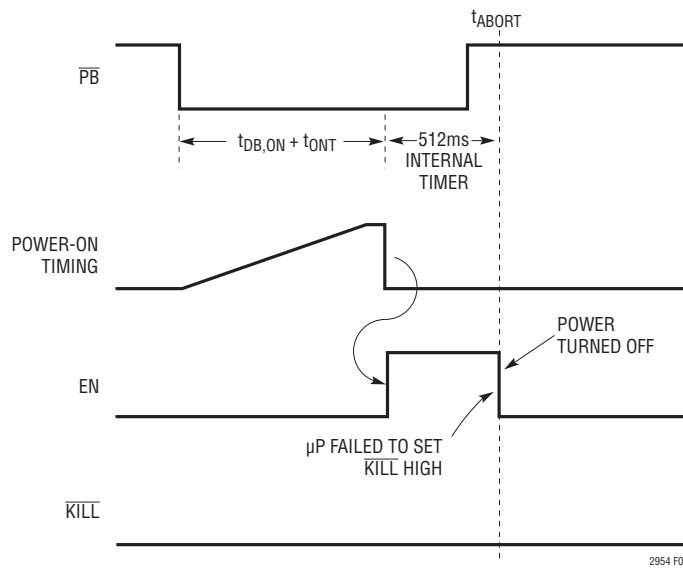 tABORT
PB
tDB,ON + tONT
512ms
INTERNAL
TIMER
POWER-ON
TIMING
EN
POWER
TURNED OFF
µP FAILED TO SET
KILL HIGH
KILL
2954 F0